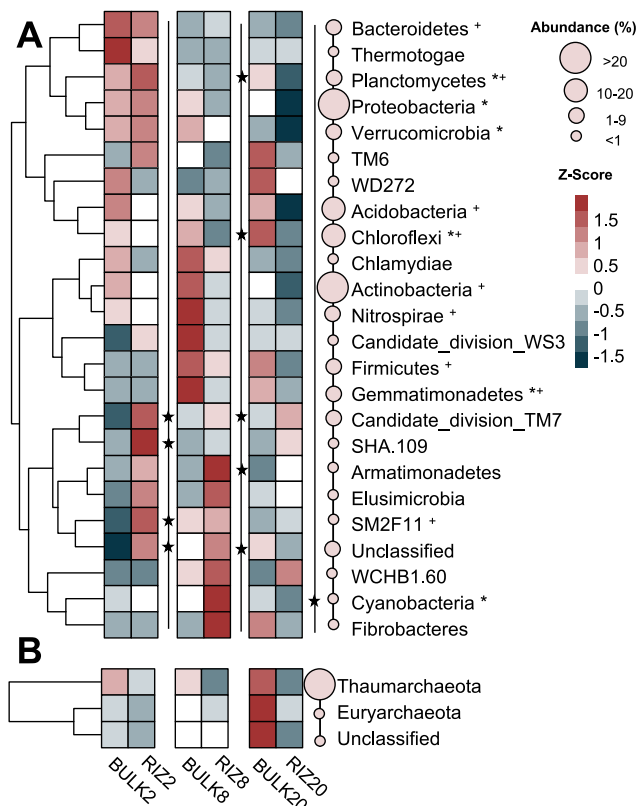 A
Bacteroidetes +
Thermotogae
Planctomycetes *+
Proteobacteria *
Verrucomicrobia *
TM6
WD272
Acidobacteria +
Chloroflexi *+
Chlamydiae
Actinobacteria +
Nitrospirae +
Candidate_division_WS3
Firmicutes +
Gemmatimonadetes *+
Candidate_division_TM7
SHA.109
Armatimonadetes
Elusimicrobia
SM2F11 +
Unclassified
WCHB1.60
Cyanobacteria *
Fibrobacteres
Abundance (%)
>20
10-20
1-9
<1
Z-Score
1.5
1
0.5
0
-0.5
-1
-1.5
B
Thaumarchaeota
Euryarchaeota
Unclassified
BULK2
RIZ2
BULK8
RIZ8
BULK20
RIZ20